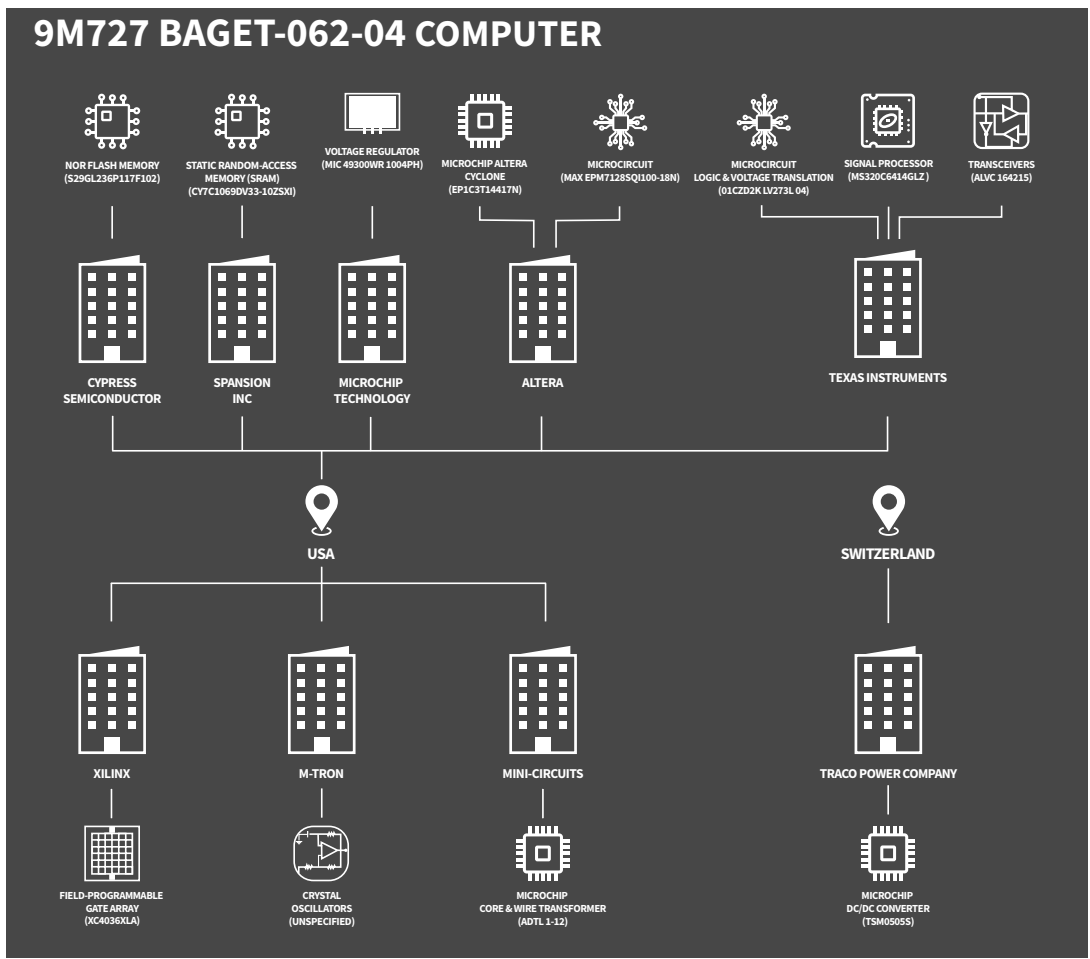 9M727 BAGET-062-04 COMPUTER
NOR FLASH MEMORY
(S29GL236P117F102)
STATIC RANDOM-ACCESS
MEMORY (SRAM)
(CY7C1069DV33-10ZSXI)
VOLTAGE REGULATOR
(MIC 49300WR 1004PH)
MICROCHIP ALTERA
CYCLONE
(EP1C3T14417N)
MICROCIRCUIT
(MAX EPM7128SQI100-18N)
MICROCIRCUIT
LOGIC & VOLTAGE TRANSLATION
(01CZD2K LV273L 04)
SIGNAL PROCESSOR
(MS320C6414GLZ )
TRANSCEIVERS
(ALVC 164215)
CYPRESS
SEMICONDUCTOR
SPANSION
INC
MICROCHIP
TECHNOLOGY
ALTERA
TEXAS INSTRUMENTS
USA
SWITZERLAND
XILINX
M-TRON
MINI-CIRCUITS
TRACO POWER COMPANY
FIELD-PROGRAMMABLE
GATE ARRAY
(XC4036XLA)
CRYSTAL
OSCILLATORS
(UNSPECIFIED)
MICROCHIP
CORE & WIRE TRANSFORMER
(ADTL 1-12)
MICROCHIP
DC/DC CONVERTER
(TSM0505S)